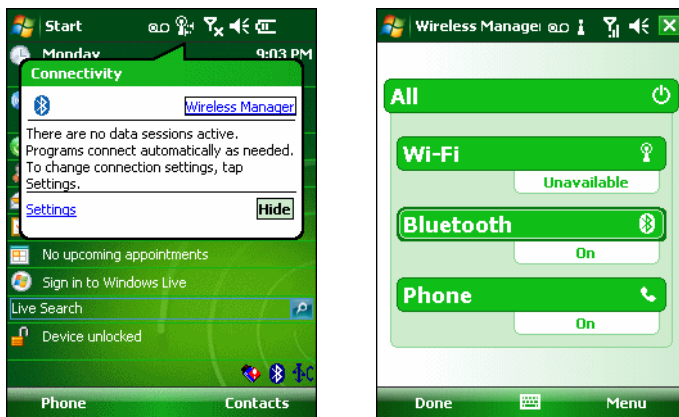 Start
Monday 9:03 PM
Connectivity
Wireless Manager
There are no data sessions active.
Programs connect automatically as needed.
To change connection settings, tap
Settings.
Settings Hide
No upcoming appointments
Sign in to Windows Live
Live Search
Device unlocked
Phone Contacts
Wireless Manager
All
Wi-Fi
Unavailable
Bluetooth
On
Phone
On
Done Menu